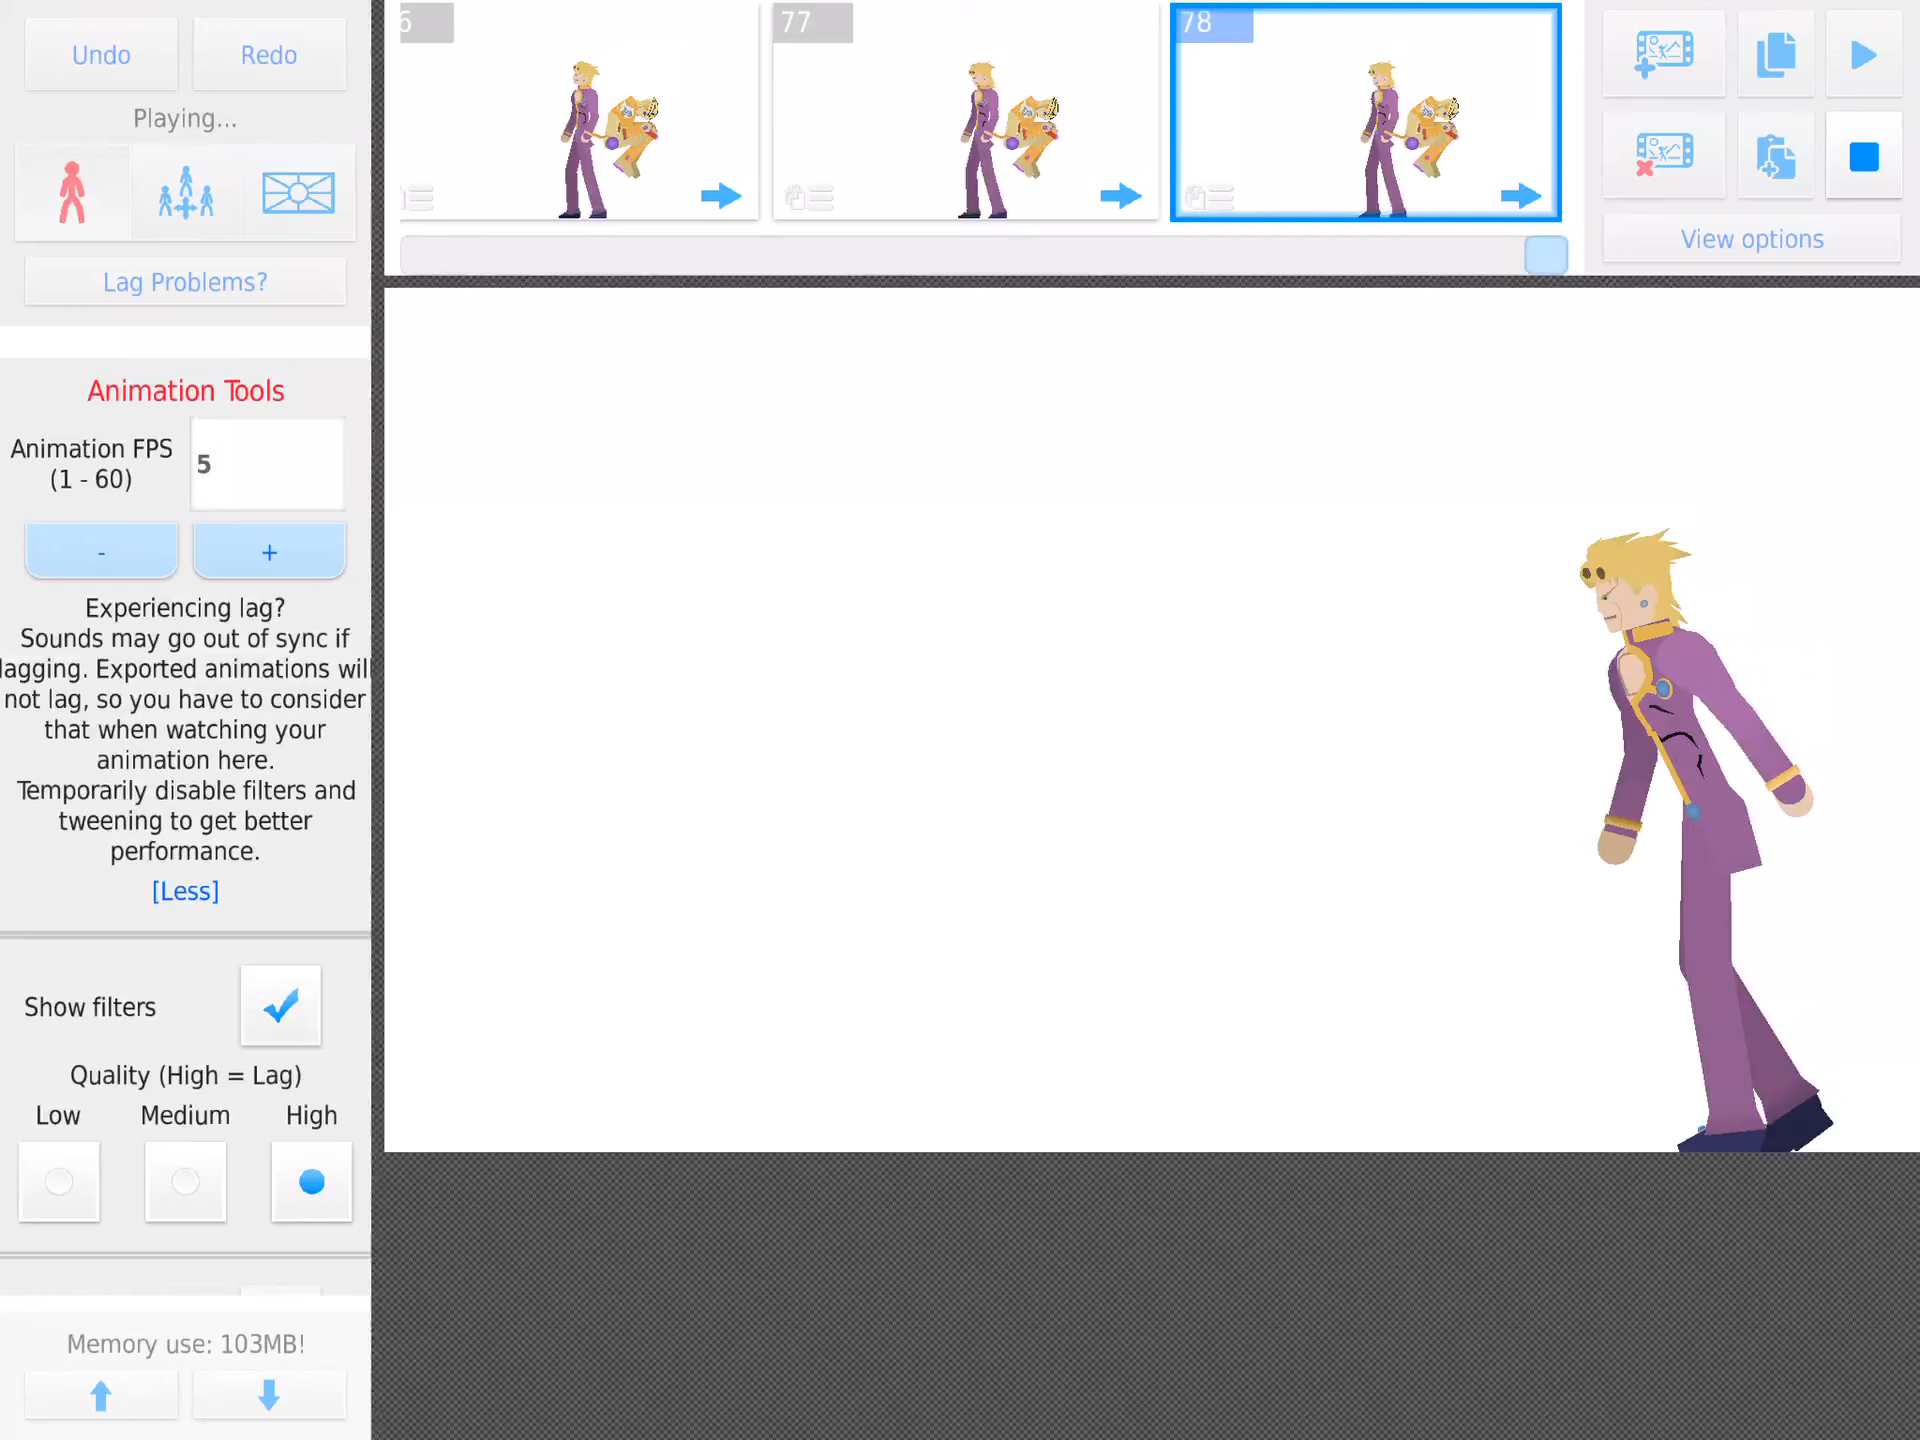 Undo
Redo
Playing...
Lag Problems?
6
77
78
View options
Animation Tools
Animation FPS
(1 - 60)
5
-
+
Experiencing lag?
Sounds may go out of sync if
lagging. Exported animations will
not lag, so you have to consider
that when watching your
animation here.
Temporarily disable filters and
tweening to get better
performance.
[Less]
Show filters
Quality (High = Lag)
Low
Medium
High
Memory use: 103MB!